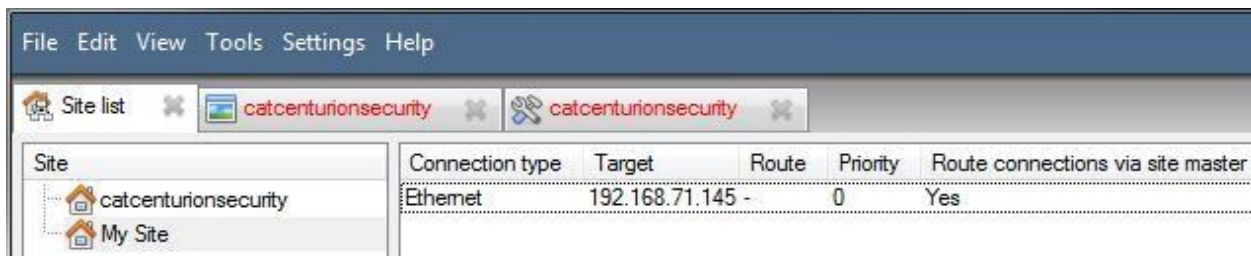 File Edit View Tools Settings Help
Site list catcenturionsecurity catcenturionsecurity
Site Connection type Target Route Priority Route connections via site master
catcenturionsecurity Ethernet 192.168.71.145 - 0 Yes
My Site